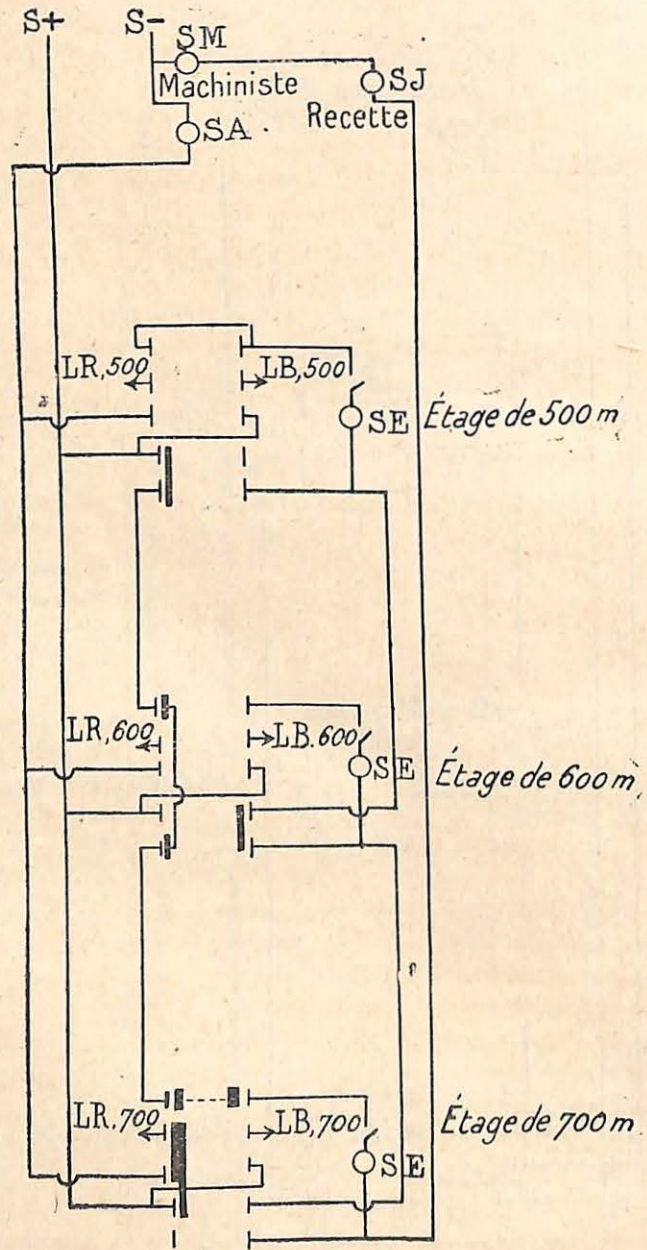 S+ S-
SM
Machiniste SJ
Recette
SA
LR,500 LB,500
SE Étage de 500 m
LR,600 LB.600
SE Étage de 600 m
LR.700 LB,700 Étage de 700 m
SE